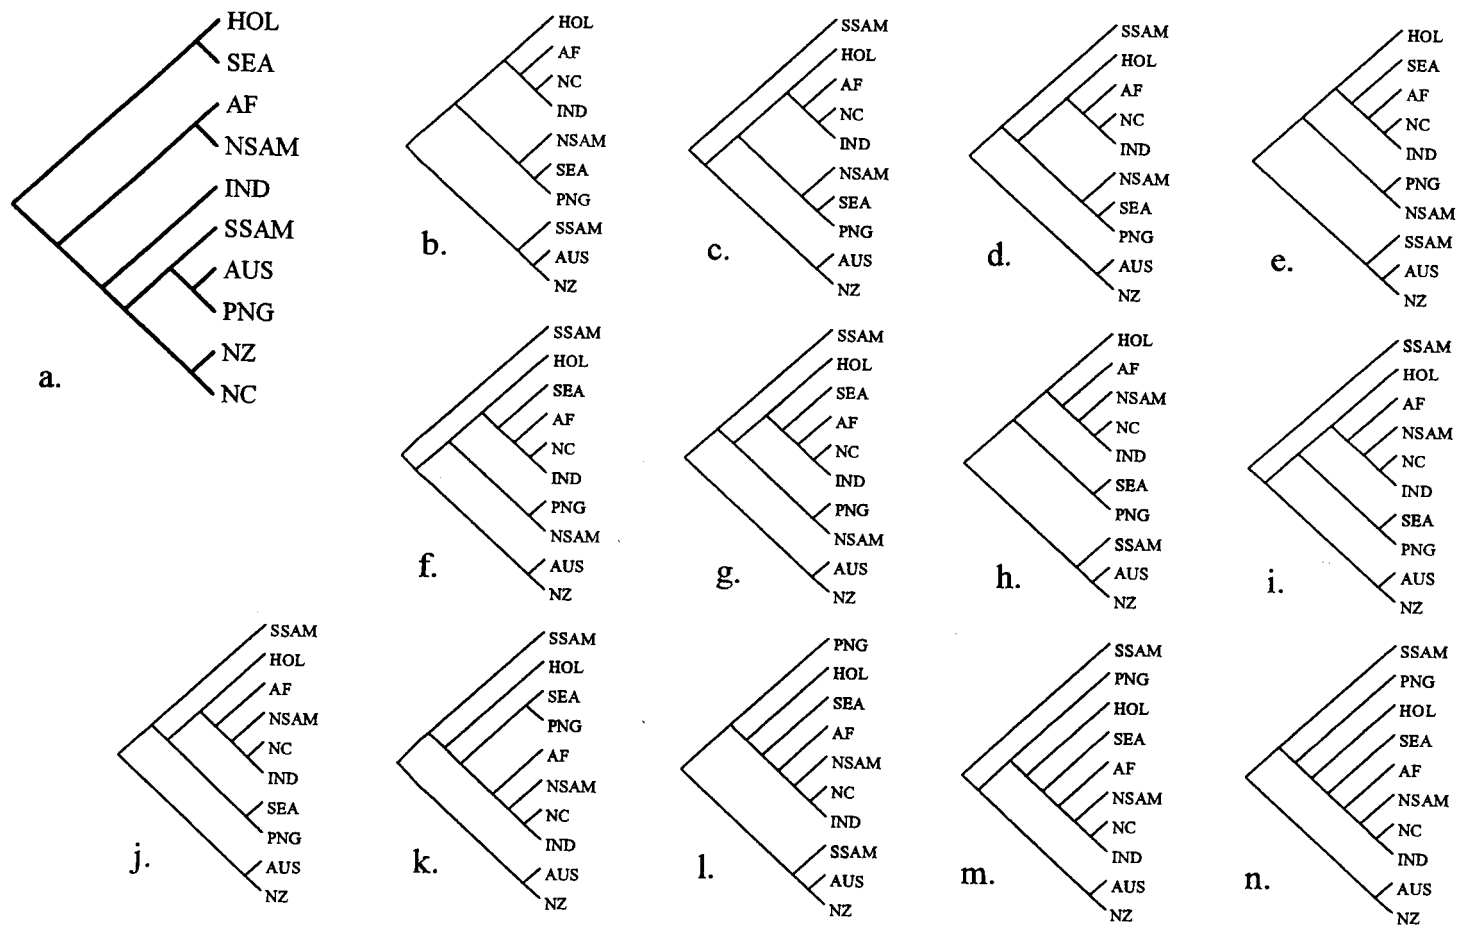 HOL
SEA
AF
NSAM
IND
SSAM
AUS
PNG
NZ
NC
a.
HOL
AF
NC
IND
NSAM
SEA
PNG
SSAM
AUS
NZ
b.
SSAM
HOL
AF
NC
IND
NSAM
SEA
PNG
AUS
NZ
c.
SSAM
HOL
AF
NC
IND
NSAM
SEA
PNG
AUS
NZ
d.
HOL
SEA
AF
NC
IND
PNG
NSAM
SSAM
AUS
NZ
e.
SSAM
HOL
SEA
AF
NC
IND
PNG
NSAM
AUS
NZ
f.
SSAM
HOL
SEA
AF
NC
IND
PNG
NSAM
AUS
NZ
g.
HOL
AF
NSAM
NC
IND
SEA
PNG
SSAM
AUS
NZ
h.
SSAM
HOL
AF
NSAM
NC
IND
SEA
PNG
AUS
NZ
i.
SSAM
HOL
AF
NSAM
NC
IND
SEA
PNG
AUS
NZ
j.
SSAM
HOL
SEA
PNG
AF
NSAM
NC
IND
AUS
NZ
k.
PNG
HOL
SEA
AF
NSAM
NC
IND
SSAM
AUS
NZ
l.
SSAM
PNG
HOL
SEA
AF
NSAM
NC
IND
AUS
NZ
m.
SSAM
PNG
HOL
SEA
AF
NSAM
NC
IND
AUS
NZ
n.